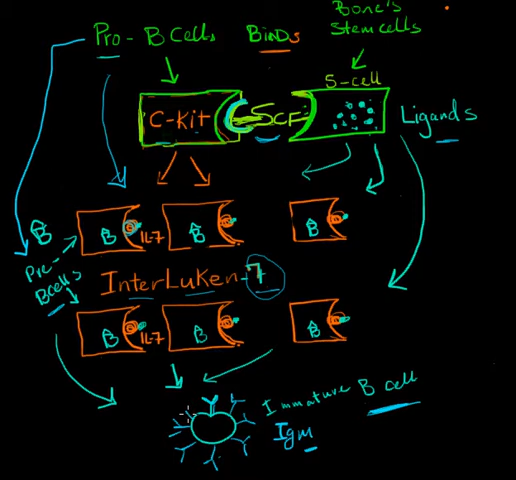 Pro-B Cells Binds Bone's
Stem cells
S-cell
C-kit SCF Ligands
B B IL-7 B B
Pre-
B cells
InterLuKen-7
B IL-7 B B
Immature B cell
Igm